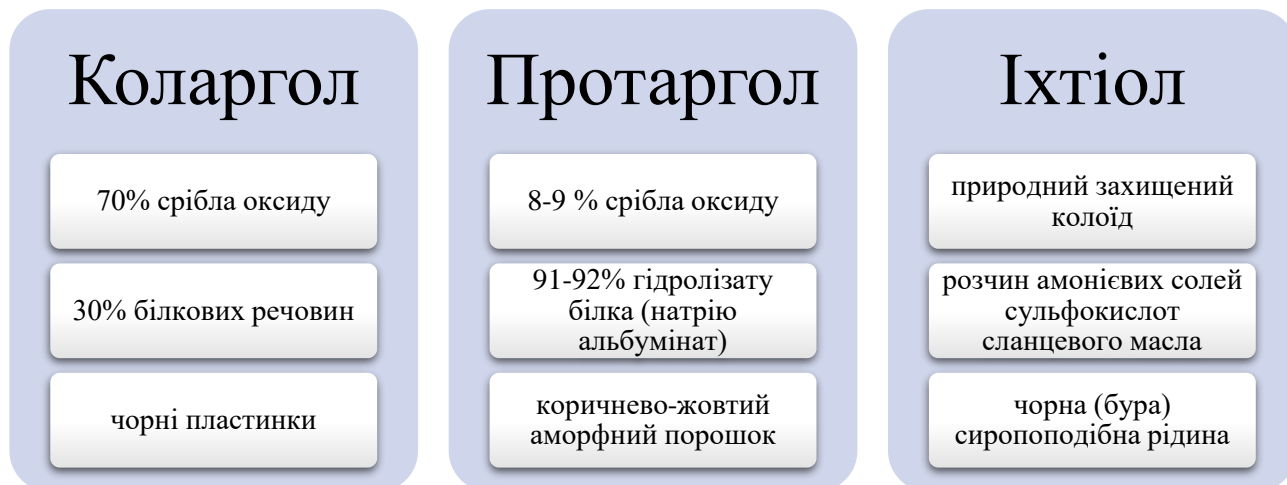 Коларгол
70% срібла оксиду
30% білкових речовин
чорні пластинки
Протаргол
8-9 % срібла оксиду
91-92% гідролізату
білка (натрію
альбумінат)
коричнево-жовтий
аморфний порошок
Іхтіол
природний захищений
колоїд
розчин амонієвих солей
сульфокислот
сланцевого масла
чорна (бура)
сиропоподібна рідина